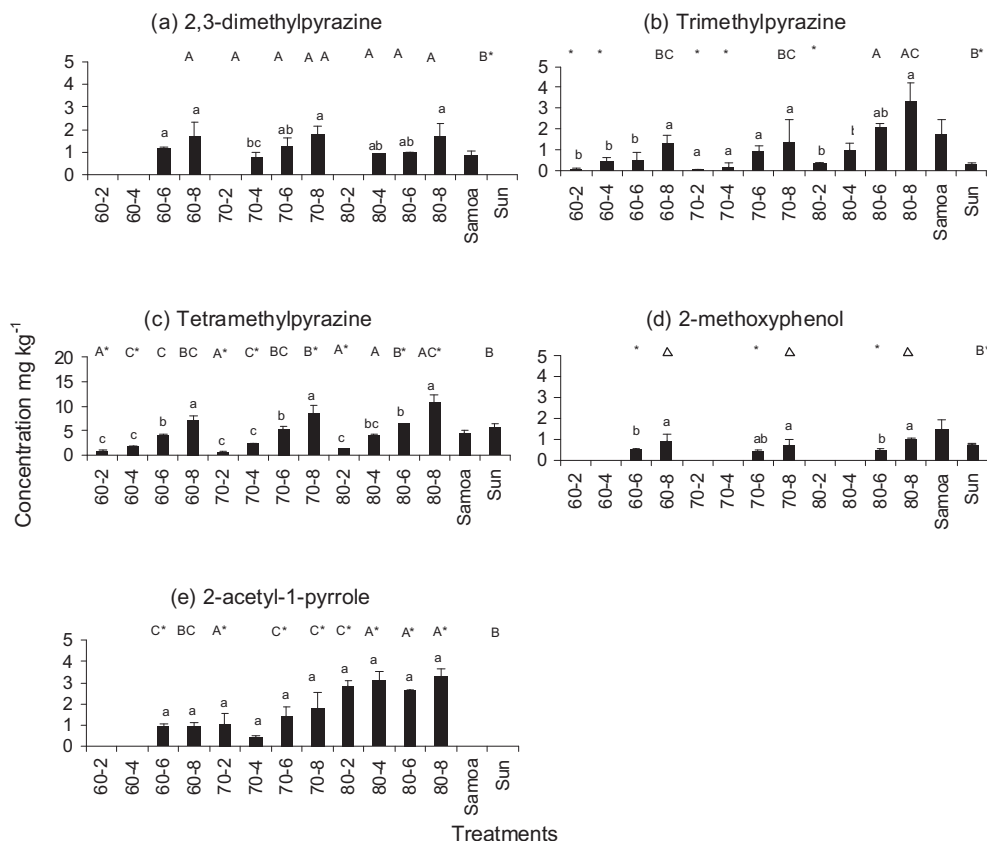 (a) 2,3-dimethylpyrazine
A A A A A A A A B*
5
4
3
2
1
0
a a bc ab a ab ab a
60-2 60-4 60-6 60-8 70-2 70-4 70-6 70-8 80-2 80-4 80-6 80-8 Samoa Sun
(b) Trimethylpyrazine
* * BC * * BC * A AC B*
5
4
3
2
1
0
b b b a a a a a b ab a
60-2 60-4 60-6 60-8 70-2 70-4 70-6 70-8 80-2 80-4 80-6 80-8 Samoa Sun
(c) Tetramethylpyrazine
A* C* C BC A* C* BC B* A* A B* AC* B
20
15
10
5
0
c c b a c c b a c bc b a
60-2 60-4 60-6 60-8 70-2 70-4 70-6 70-8 80-2 80-4 80-6 80-8 Samoa Sun
(d) 2-methoxyphenol
* Δ * Δ * Δ B*
5
4
3
2
1
0
b a ab a b a
60-2 60-4 60-6 60-8 70-2 70-4 70-6 70-8 80-2 80-4 80-6 80-8 Samoa Sun
(e) 2-acetyl-1-pyrrole
C* BC A* C* C* C* A* A* A* B
5
4
3
2
1
0
a a a a a a a a a a
60-2 60-4 60-6 60-8 70-2 70-4 70-6 70-8 80-2 80-4 80-6 80-8 Samoa Sun
Concentration mg kg⁻¹
Treatments